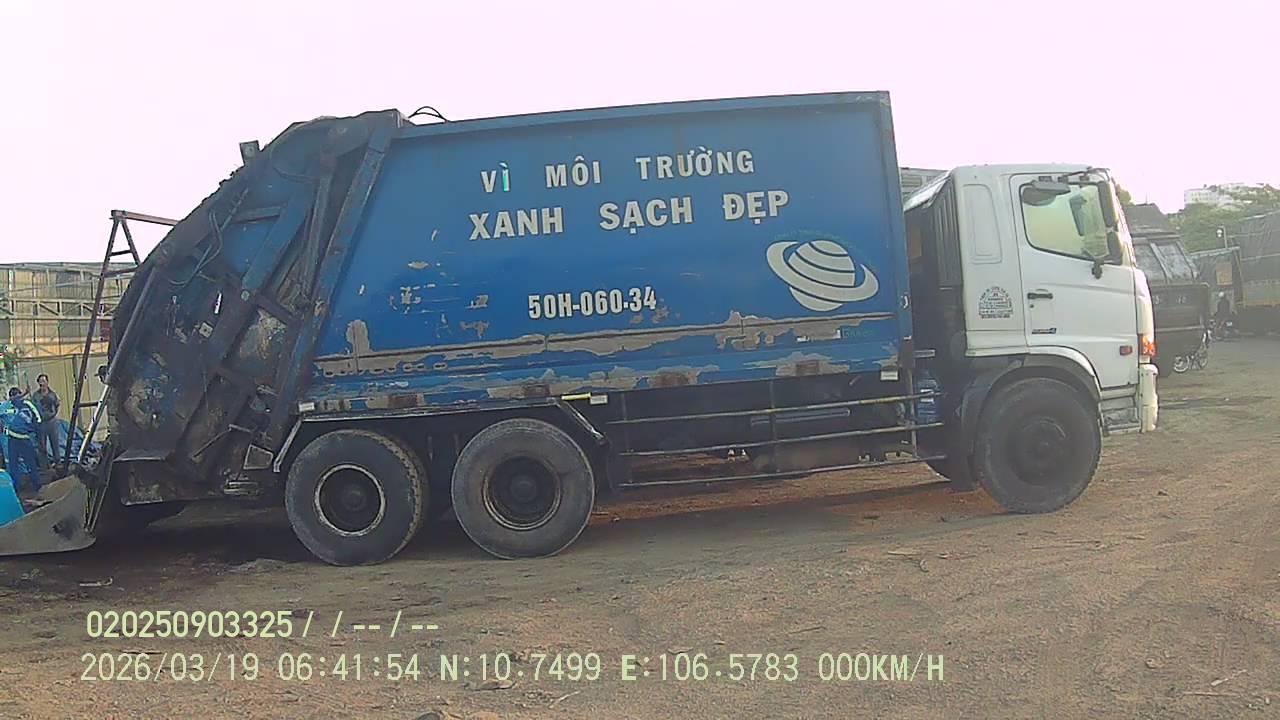 VÌ MÔI TRƯỜNG
XANH SẠCH ĐẸP
50H-060.34
020250903325/ /--/--
2026/03/19 06:41:54 N:10.7499 E:106.5783 000KM/H